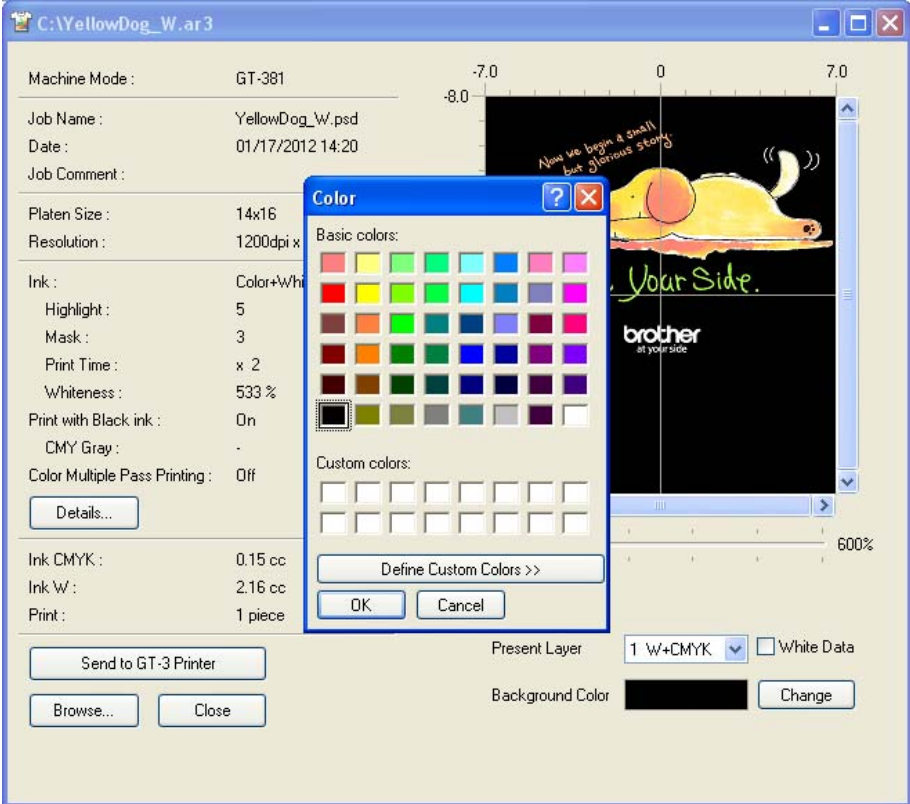 C:\YellowDog_W.ar3
Machine Mode : GT-381
Job Name : YellowDog_W.psd
Date : 01/17/2012 14:20
Job Comment :
Platen Size : 14x16
Resolution : 1200dpi x
Ink : Color+Whi
Highlight : 5
Mask : 3
Print Time : x 2
Whiteness : 533 %
Print with Black ink : On
CMY Gray : -
Color Multiple Pass Printing : Off
Details...
Ink CMYK : 0.15 cc
Ink W : 2.16 cc
Print : 1 piece
Send to GT-3 Printer
Browse... Close
Color
Basic colors:
Custom colors:
Define Custom Colors >>
OK Cancel
-7.0 0 7.0
-8.0
Now we begin a small
but glorious story.
Your Side.
brother
at your side
600%
Present Layer 1 W+CMYK White Data
Background Color Change